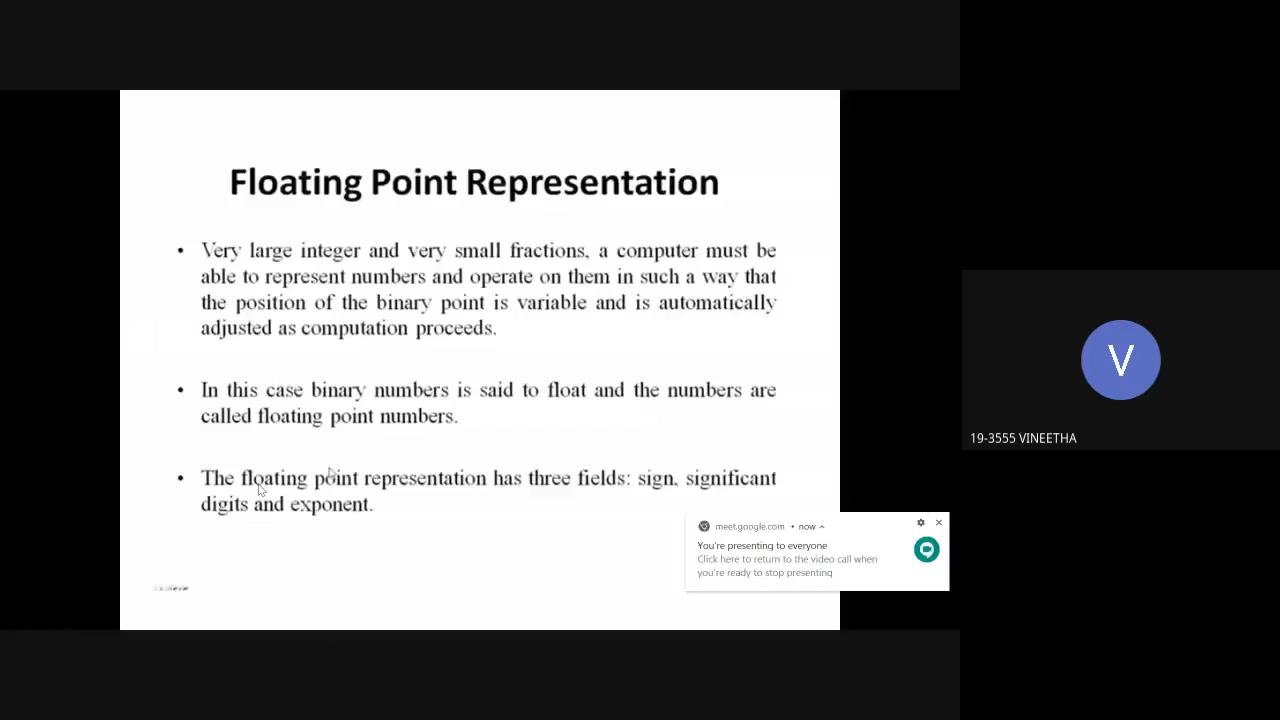 Floating Point Representation
• Very large integer and very small fractions, a computer must be
able to represent numbers and operate on them in such a way that
the position of the binary point is variable and is automatically
adjusted as computation proceeds.
• In this case binary numbers is said to float and the numbers are
called floating point numbers.
• The floating point representation has three fields: sign, significant
digits and exponent.
meet.google.com • now
You're presenting to everyone
Click here to return to the video call when
you're ready to stop presenting
V
19-3555 VINEETHA